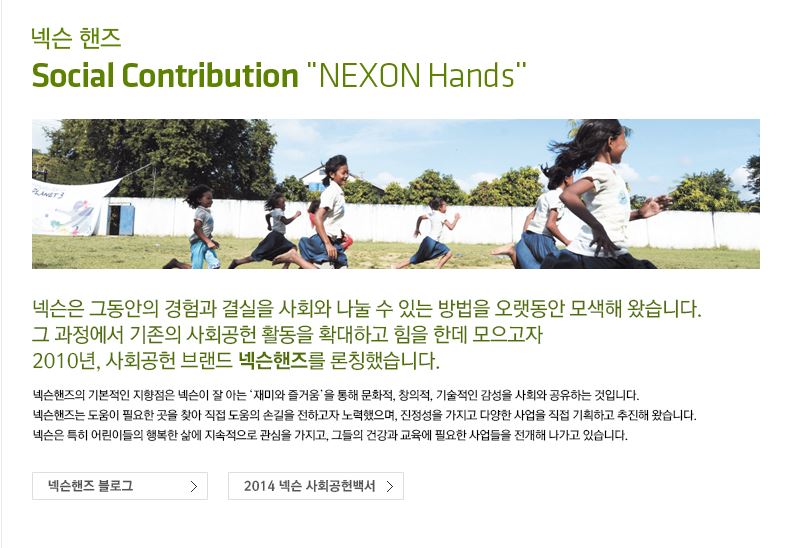 넥슨 핸즈
Social Contribution "NEXON Hands"
PLANET 3
넥슨은 그동안의 경험과 결실을 사회와 나눌 수 있는 방법을 오랫동안 모색해 왔습니다.
그 과정에서 기존의 사회공헌 활동을 확대하고 힘을 한데 모으고자
2010년, 사회공헌 브랜드 넥슨핸즈를 론칭했습니다.
넥슨핸즈의 기본적인 지향점은 넥슨이 잘 아는 '재미와 즐거움'을 통해 문화적, 창의적, 기술적인 감성을 사회와 공유하는 것입니다.
넥슨핸즈는 도움이 필요한 곳을 찾아 직접 도움의 손길을 전하고자 노력했으며, 진정성을 가지고 다양한 사업을 직접 기획하고 추진해 왔습니다.
넥슨은 특히 어린이들의 행복한 삶에 지속적으로 관심을 가지고, 그들의 건강과 교육에 필요한 사업들을 전개해 나가고 있습니다.
넥슨핸즈 블로그
2014 넥슨 사회공헌백서